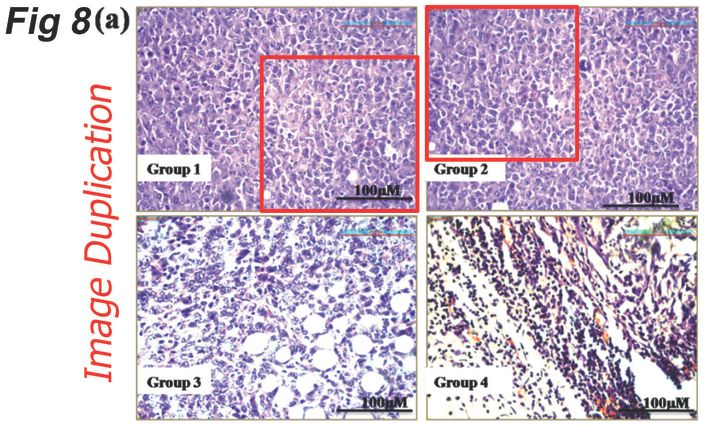 Fig 8 (a)
Image Duplication
Group 1
100µM
Group 2
100µM
Group 3
100µM
Group 4
100µM